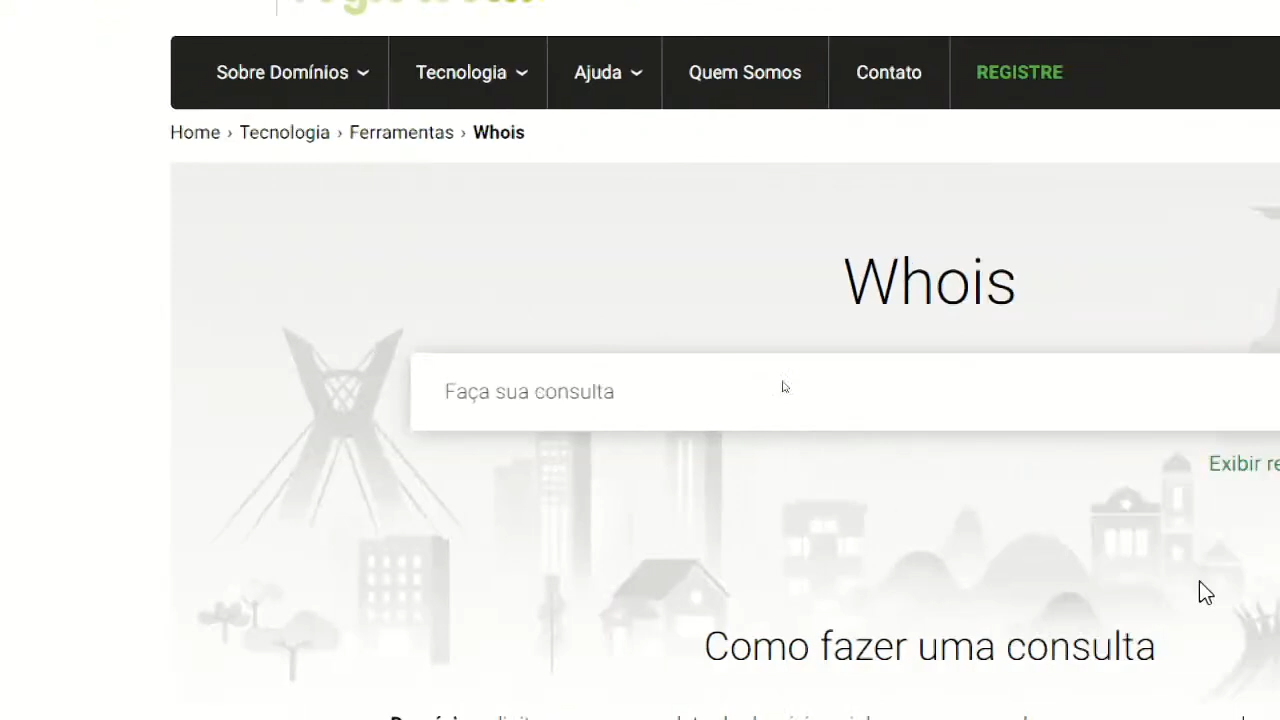 Sobre Domínios Tecnologia Ajuda Quem Somos Contato REGISTRE
Home › Tecnologia › Ferramentas › Whois
Whois
Faça sua consulta
Exibir
Como fazer uma consulta